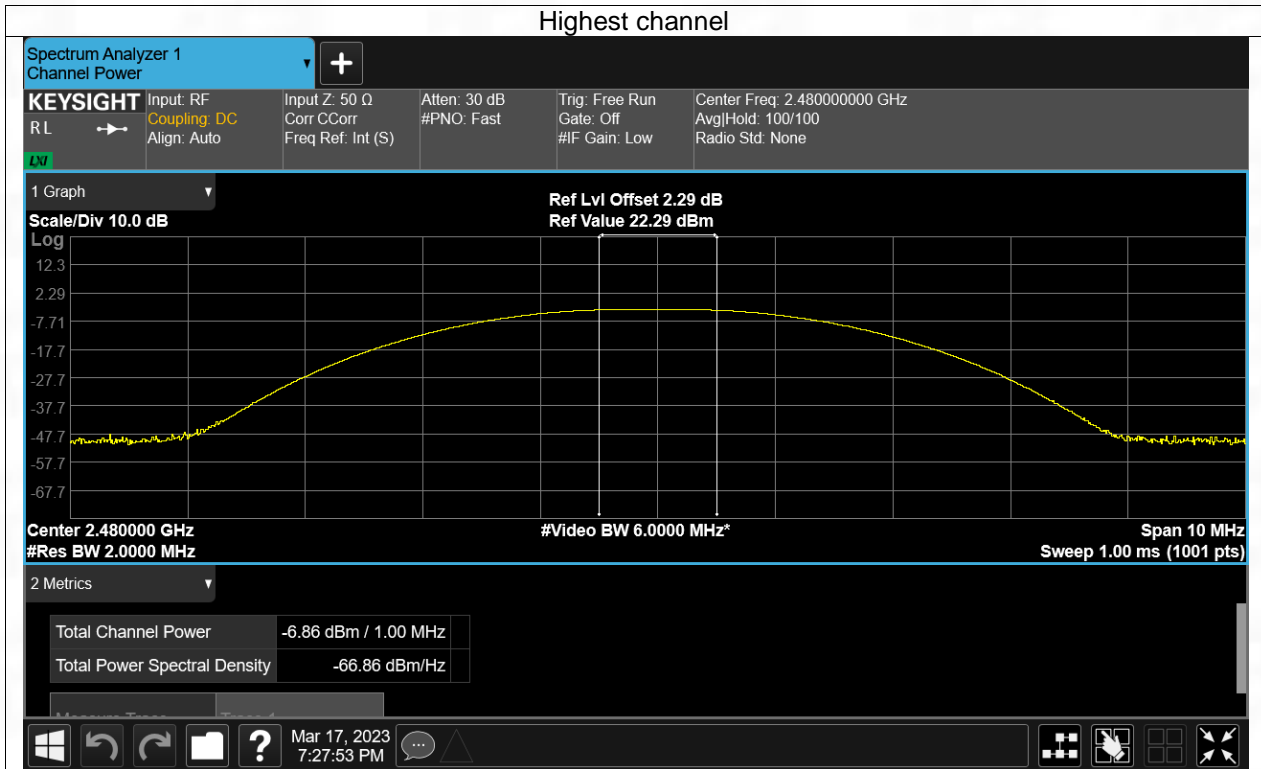 Highest channel
Spectrum Analyzer 1
Channel Power
KEYSIGHT
R L
LXI
Input: RF
Coupling: DC
Align: Auto
Input Z: 50 Ω
Corr CCorr
Freq Ref: Int (S)
Atten: 30 dB
#PNO: Fast
Trig: Free Run
Gate: Off
#IF Gain: Low
Center Freq: 2.480000000 GHz
Avg|Hold: 100/100
Radio Std: None
1 Graph
Scale/Div 10.0 dB
Ref Lvl Offset 2.29 dB
Ref Value 22.29 dBm
Log
12.3
2.29
-7.71
-17.7
-27.7
-37.7
-47.7
-57.7
-67.7
Center 2.480000 GHz
#Res BW 2.0000 MHz
#Video BW 6.0000 MHz*
Span 10 MHz
Sweep 1.00 ms (1001 pts)
2 Metrics
Total Channel Power -6.86 dBm / 1.00 MHz
Total Power Spectral Density -66.86 dBm/Hz
?
Mar 17, 2023
7:27:53 PM